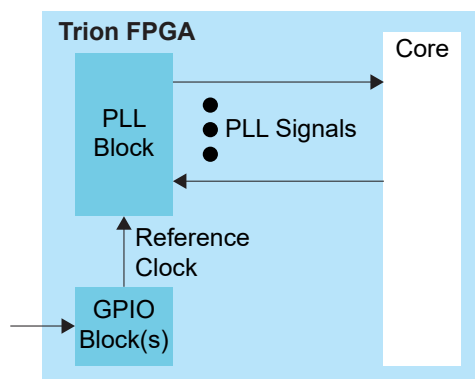 Trion FPGA
Core
PLL
Block
PLL Signals
Reference
Clock
GPIO
Block(s)